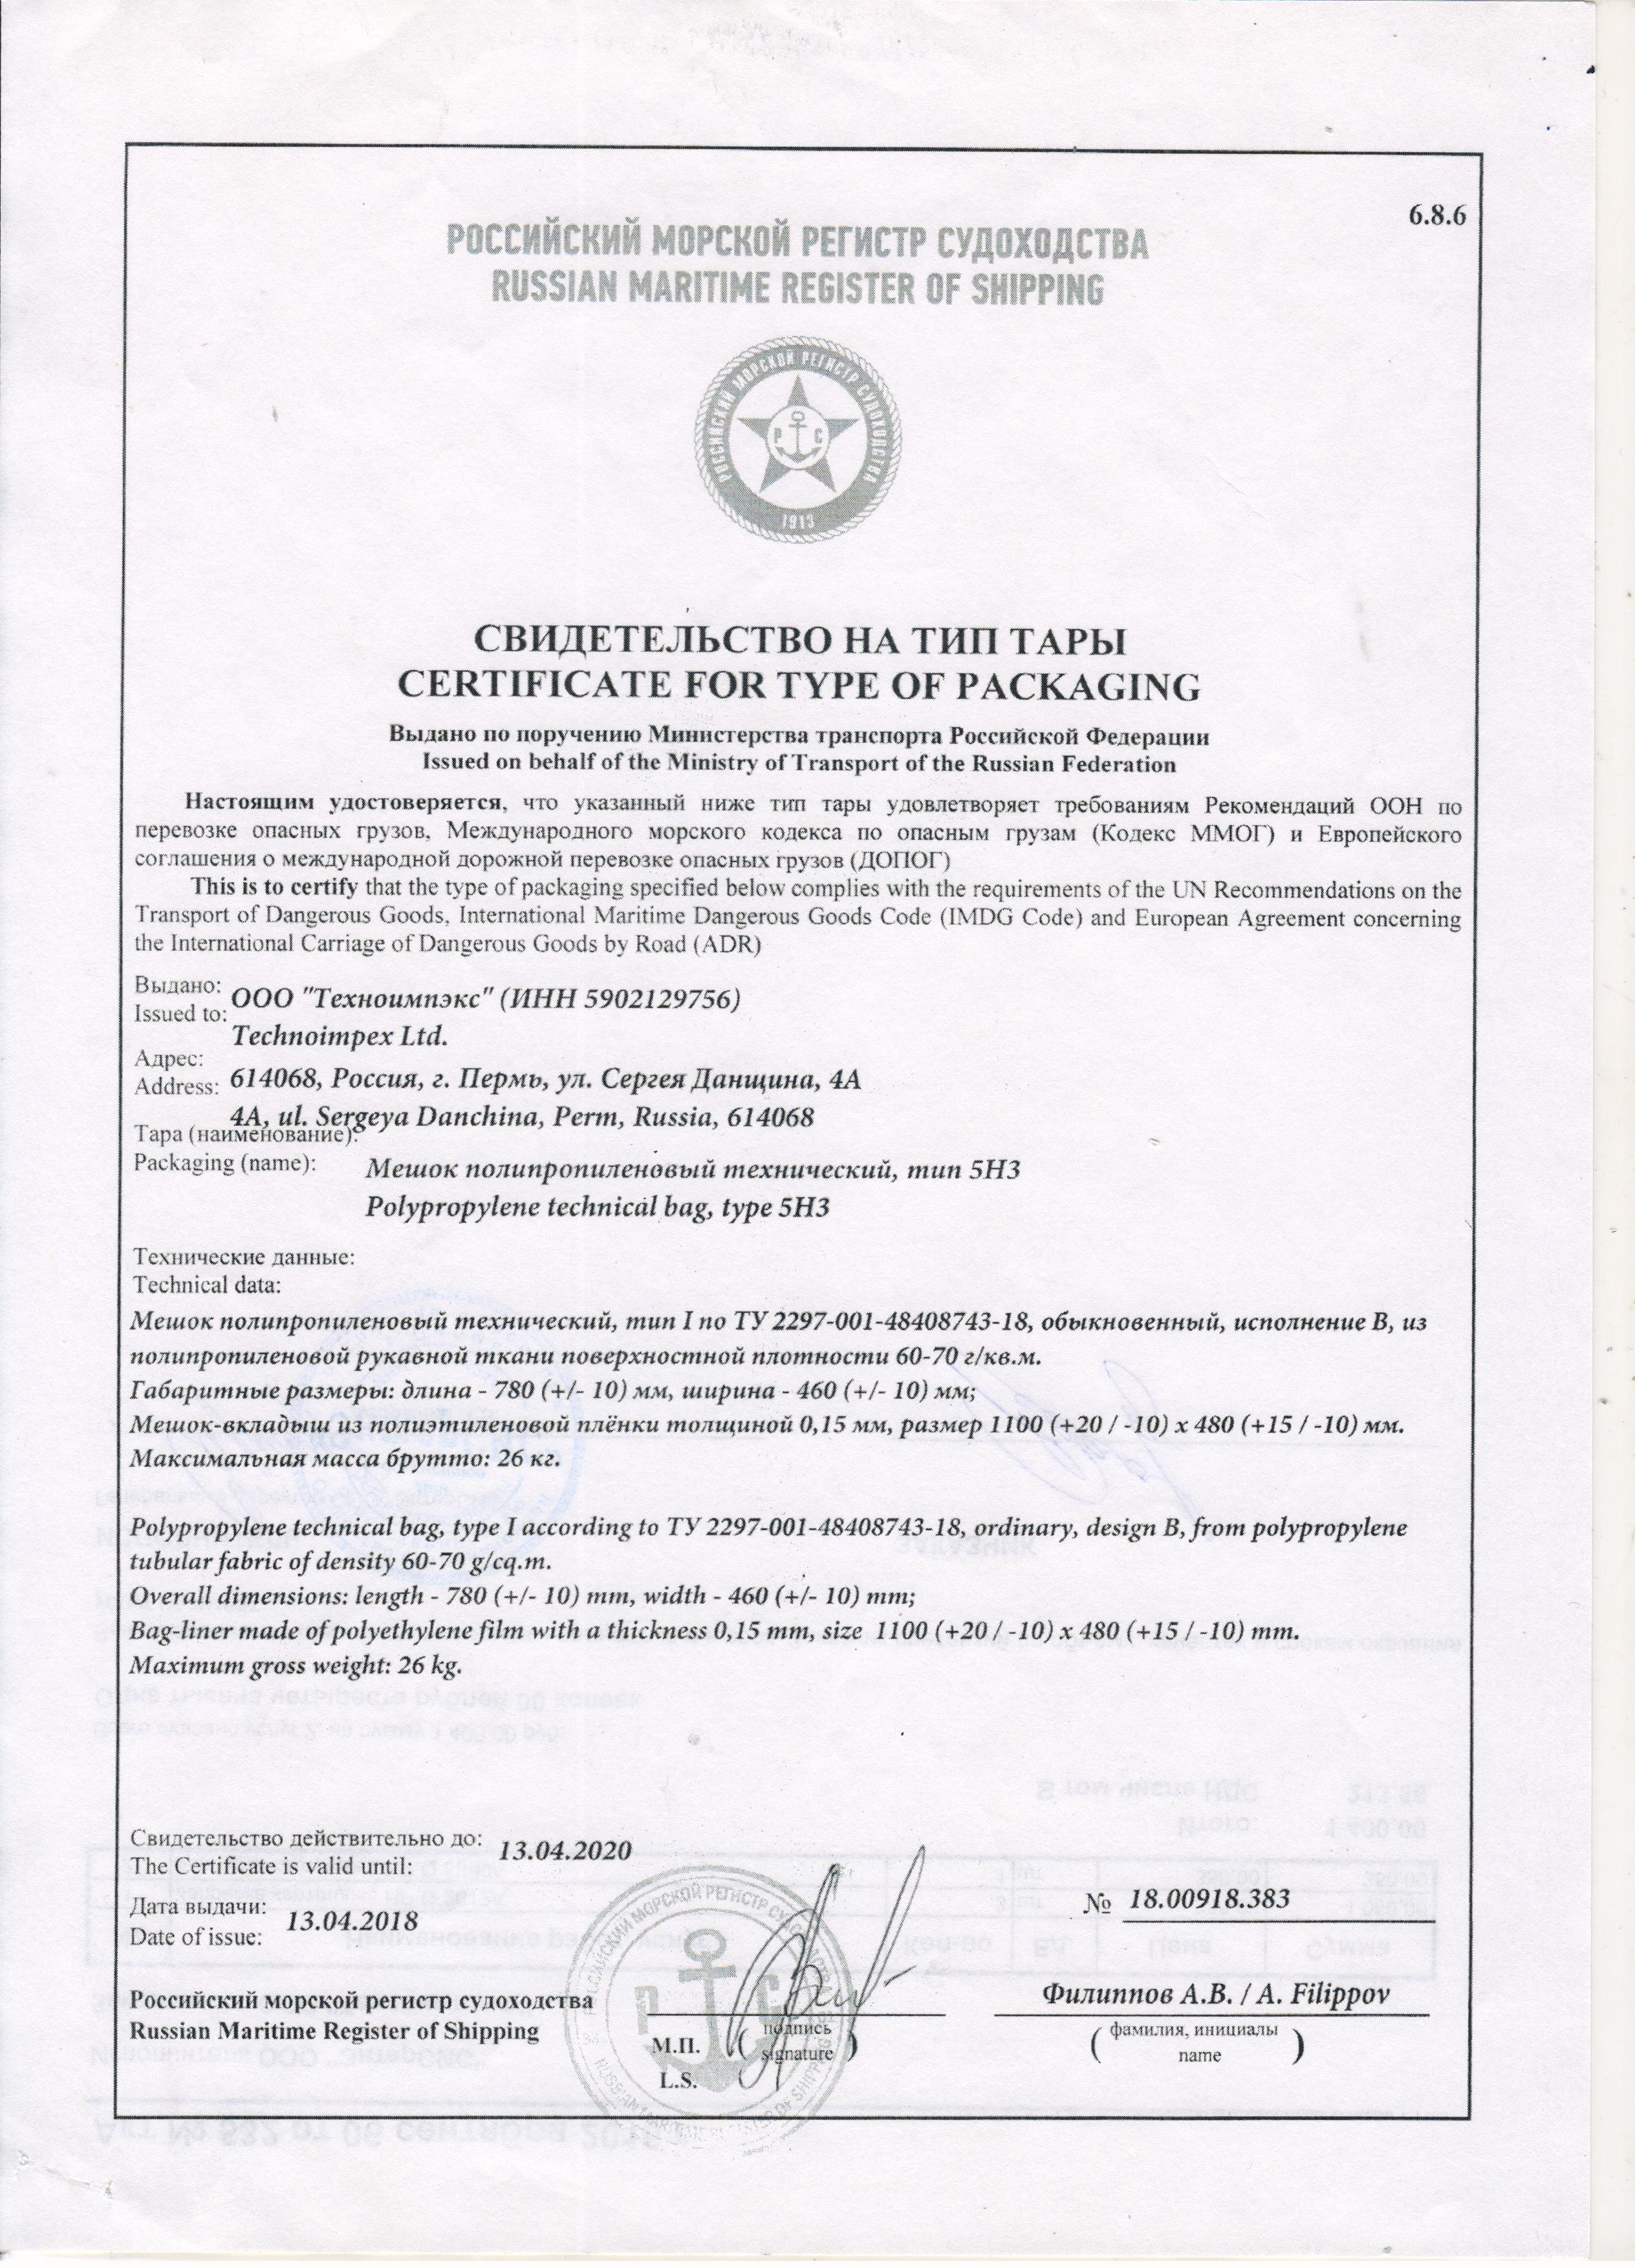 6.8.6
РОССИЙСКИЙ МОРСКОЙ РЕГИСТР СУДОХОДСТВА
RUSSIAN MARITIME REGISTER OF SHIPPING
РОССИЙСКИЙ МОРСКОЙ РЕГИСТР СУДОХОДСТВА
Р С
1913
СВИДЕТЕЛЬСТВО НА ТИП ТАРЫ
CERTIFICATE FOR TYPE OF PACKAGING
Выдано по поручению Министерства транспорта Российской Федерации
Issued on behalf of the Ministry of Transport of the Russian Federation
Настоящим удостоверяется, что указанный ниже тип тары удовлетворяет требованиям Рекомендаций ООН по
перевозке опасных грузов, Международного морского кодекса по опасным грузам (Кодекс ММОГ) и Европейского
соглашения о международной дорожной перевозке опасных грузов (ДОПОГ)
This is to certify that the type of packaging specified below complies with the requirements of the UN Recommendations on the
Transport of Dangerous Goods, International Maritime Dangerous Goods Code (IMDG Code) and European Agreement concerning
the International Carriage of Dangerous Goods by Road (ADR)
Выдано:
Issued to:
ООО "Техноимпэкс" (ИНН 5902129756)
Technoimpex Ltd.
Адрес:
Address:
614068, Россия, г. Пермь, ул. Сергея Данщина, 4А
4A, ul. Sergeya Danchina, Perm, Russia, 614068
Тара (наименование):
Packaging (name):
Мешок полипропиленовый технический, тип 5Н3
Polypropylene technical bag, type 5H3
Технические данные:
Technical data:
Мешок полипропиленовый технический, тип I по ТУ 2297-001-48408743-18, обыкновенный, исполнение В, из
полипропиленовой рукавной ткани поверхностной плотности 60-70 г/кв.м.
Габаритные размеры: длина - 780 (+/- 10) мм, ширина - 460 (+/- 10) мм;
Мешок-вкладыш из полиэтиленовой плёнки толщиной 0,15 мм, размер 1100 (+20 / -10) х 480 (+15 / -10) мм.
Максимальная масса брутто: 26 кг.
Polypropylene technical bag, type I according to ТУ 2297-001-48408743-18, ordinary, design B, from polypropylene
tubular fabric of density 60-70 g/cq.m.
Overall dimensions: length - 780 (+/- 10) mm, width - 460 (+/- 10) mm;
Bag-liner made of polyethylene film with a thickness 0,15 mm, size 1100 (+20 / -10) x 480 (+15 / -10) mm.
Maximum gross weight: 26 kg.
Свидетельство действительно до:
The Certificate is valid until:
13.04.2020
Дата выдачи:
Date of issue:
13.04.2018
№ 18.00918.383
Российский морской регистр судоходства
Russian Maritime Register of Shipping
М.П.
L.S.
(подпись
signature)
Филиппов А.В. / A. Filippov
(фамилия, инициалы
name)